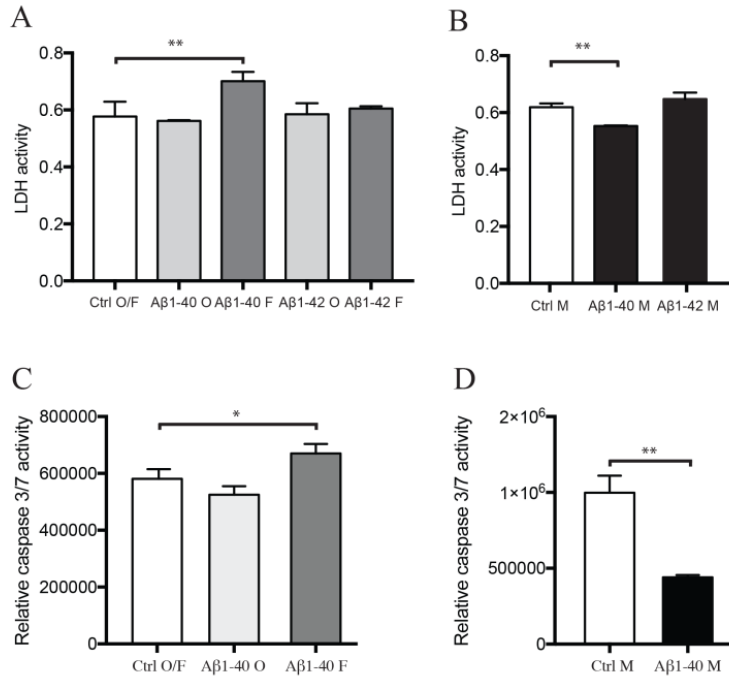 A
**
0.8
0.6
0.4
0.2
0.0
LDH activity
Ctrl O/F Aβ1-40 O Aβ1-40 F Aβ1-42 O Aβ1-42 F
B
**
0.8
0.6
0.4
0.2
0.0
LDH activity
Ctrl M Aβ1-40 M Aβ1-42 M
C
*
800000
600000
400000
200000
0
Relative caspase 3/7 activity
Ctrl O/F Aβ1-40 O Aβ1-40 F
D
**
2×10⁶
1×10⁶
500000
0
Relative caspase 3/7 activity
Ctrl M Aβ1-40 M